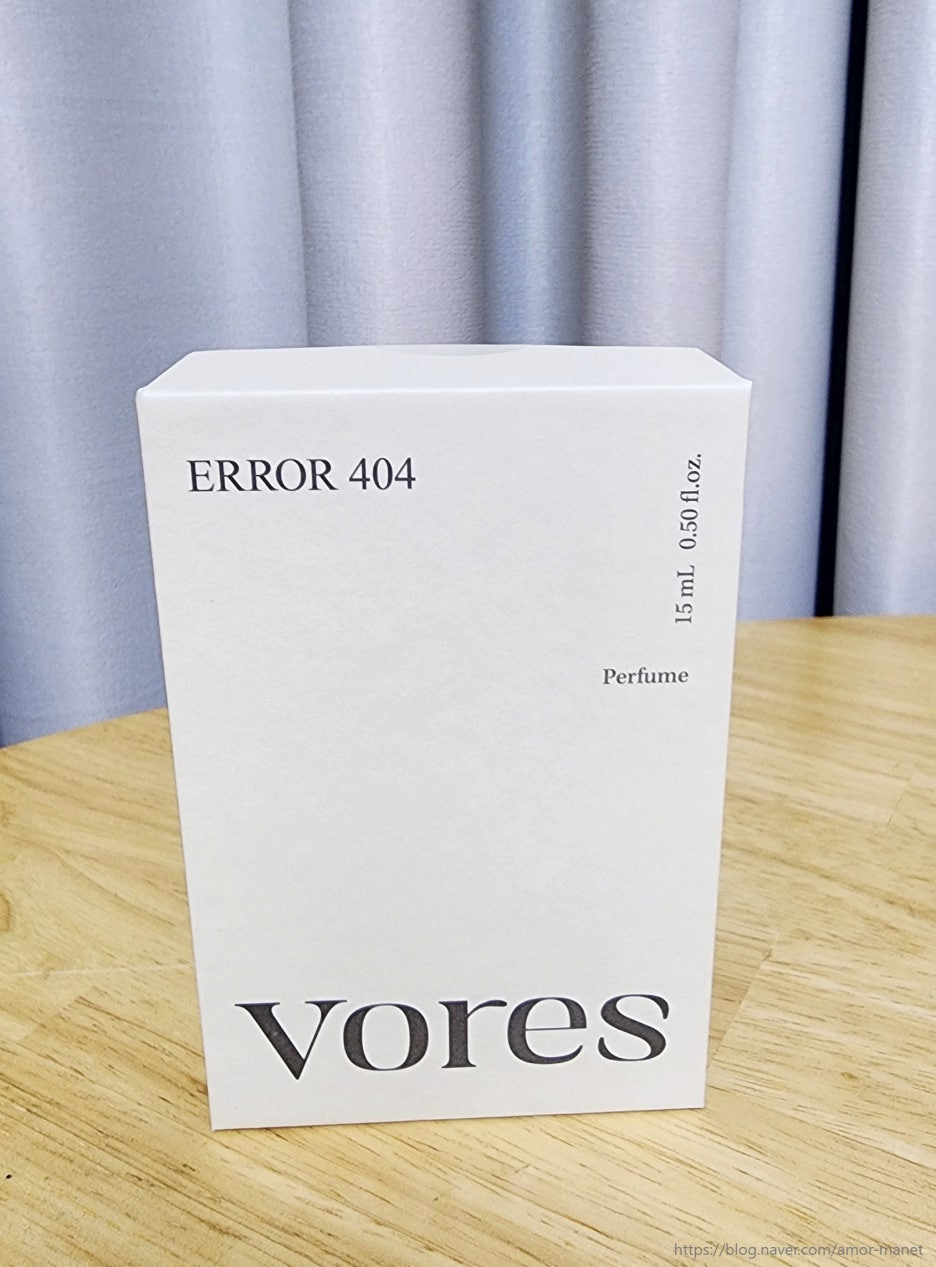 ERROR 404
15 mL 0.50 fl.oz.
Perfume
vores
https://blog.naver.com/amor-manet